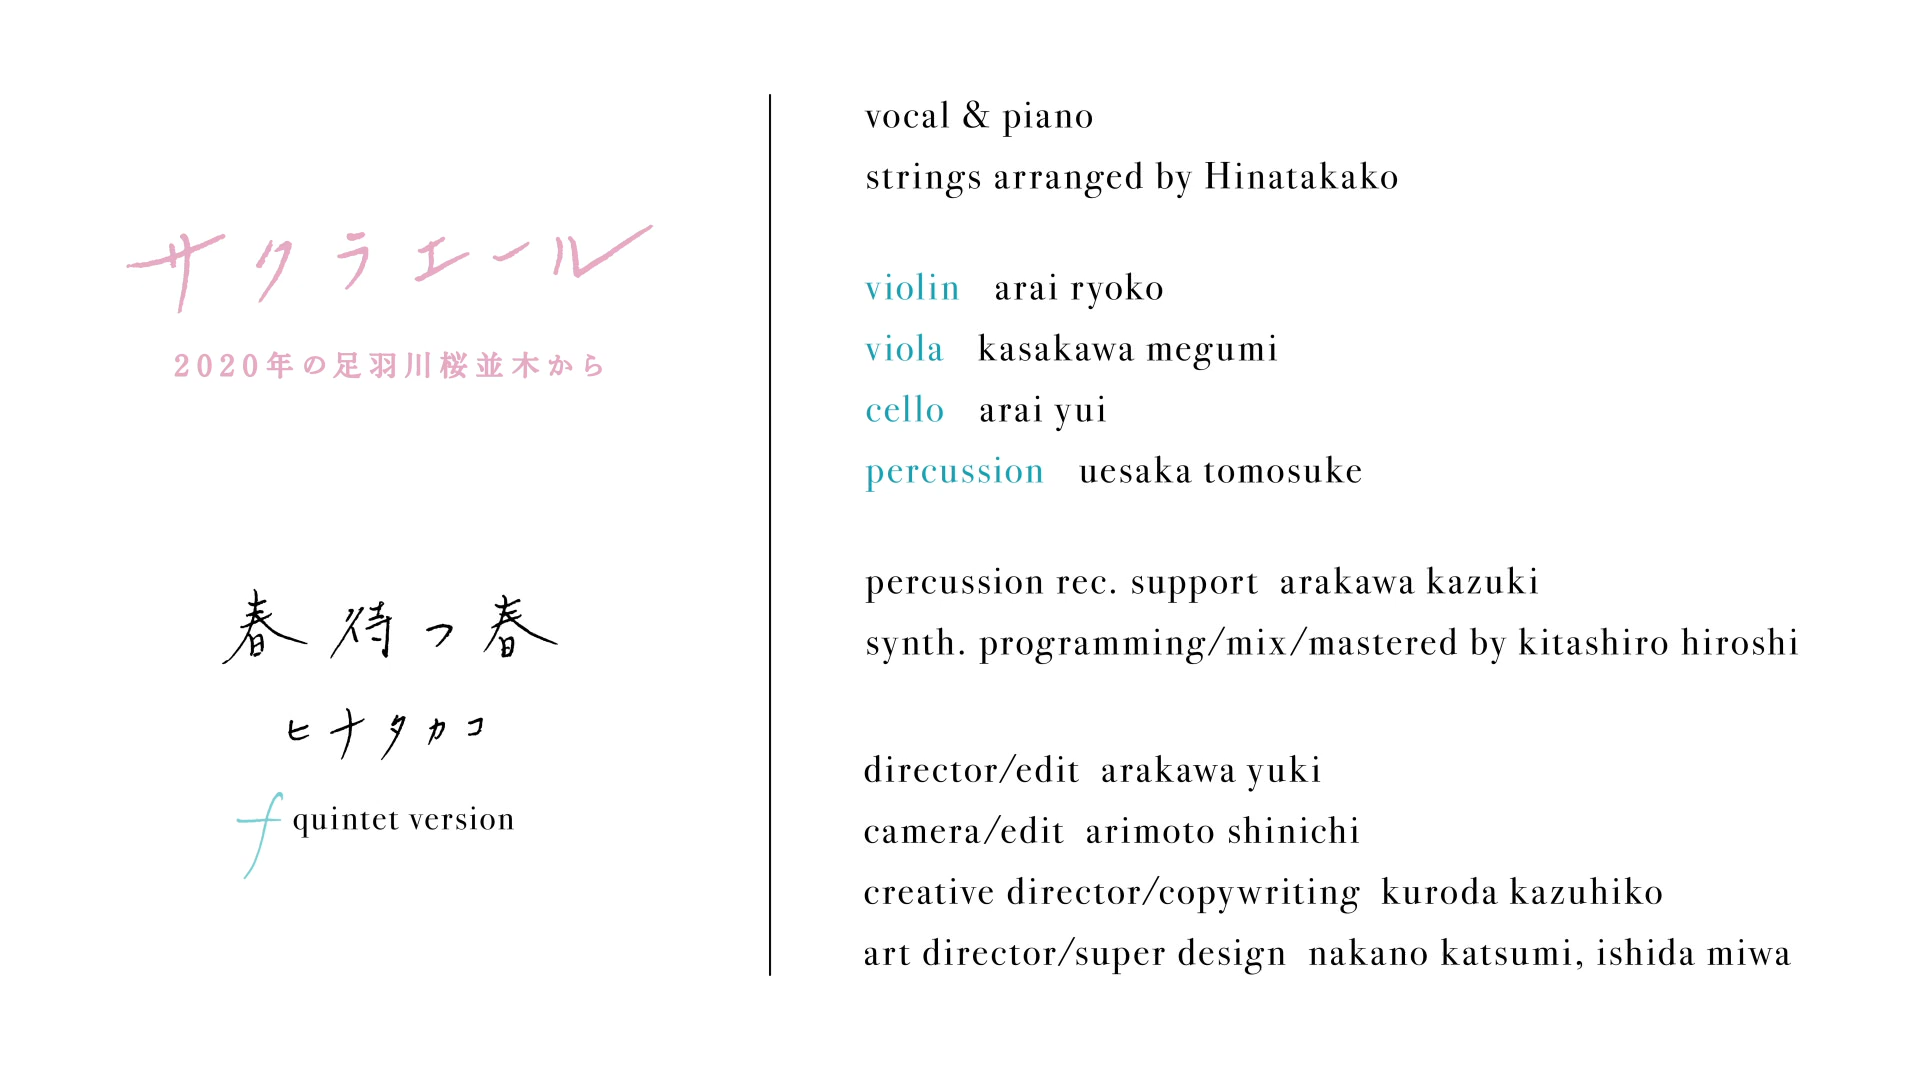 サクラエール
2020年の足羽川桜並木から
春待つ春
ヒナタカコ
f quintet version
vocal & piano
strings arranged by Hinatakako
violin arai ryoko
viola kasakawa megumi
cello arai yui
percussion uesaka tomosuke
percussion rec. support arakawa kazuki
synth. programming/mix/mastered by kitashiro hiroshi
director/edit arakawa yuki
camera/edit arimoto shinichi
creative director/copywriting kuroda kazuhiko
art director/super design nakano katsumi, ishida miwa